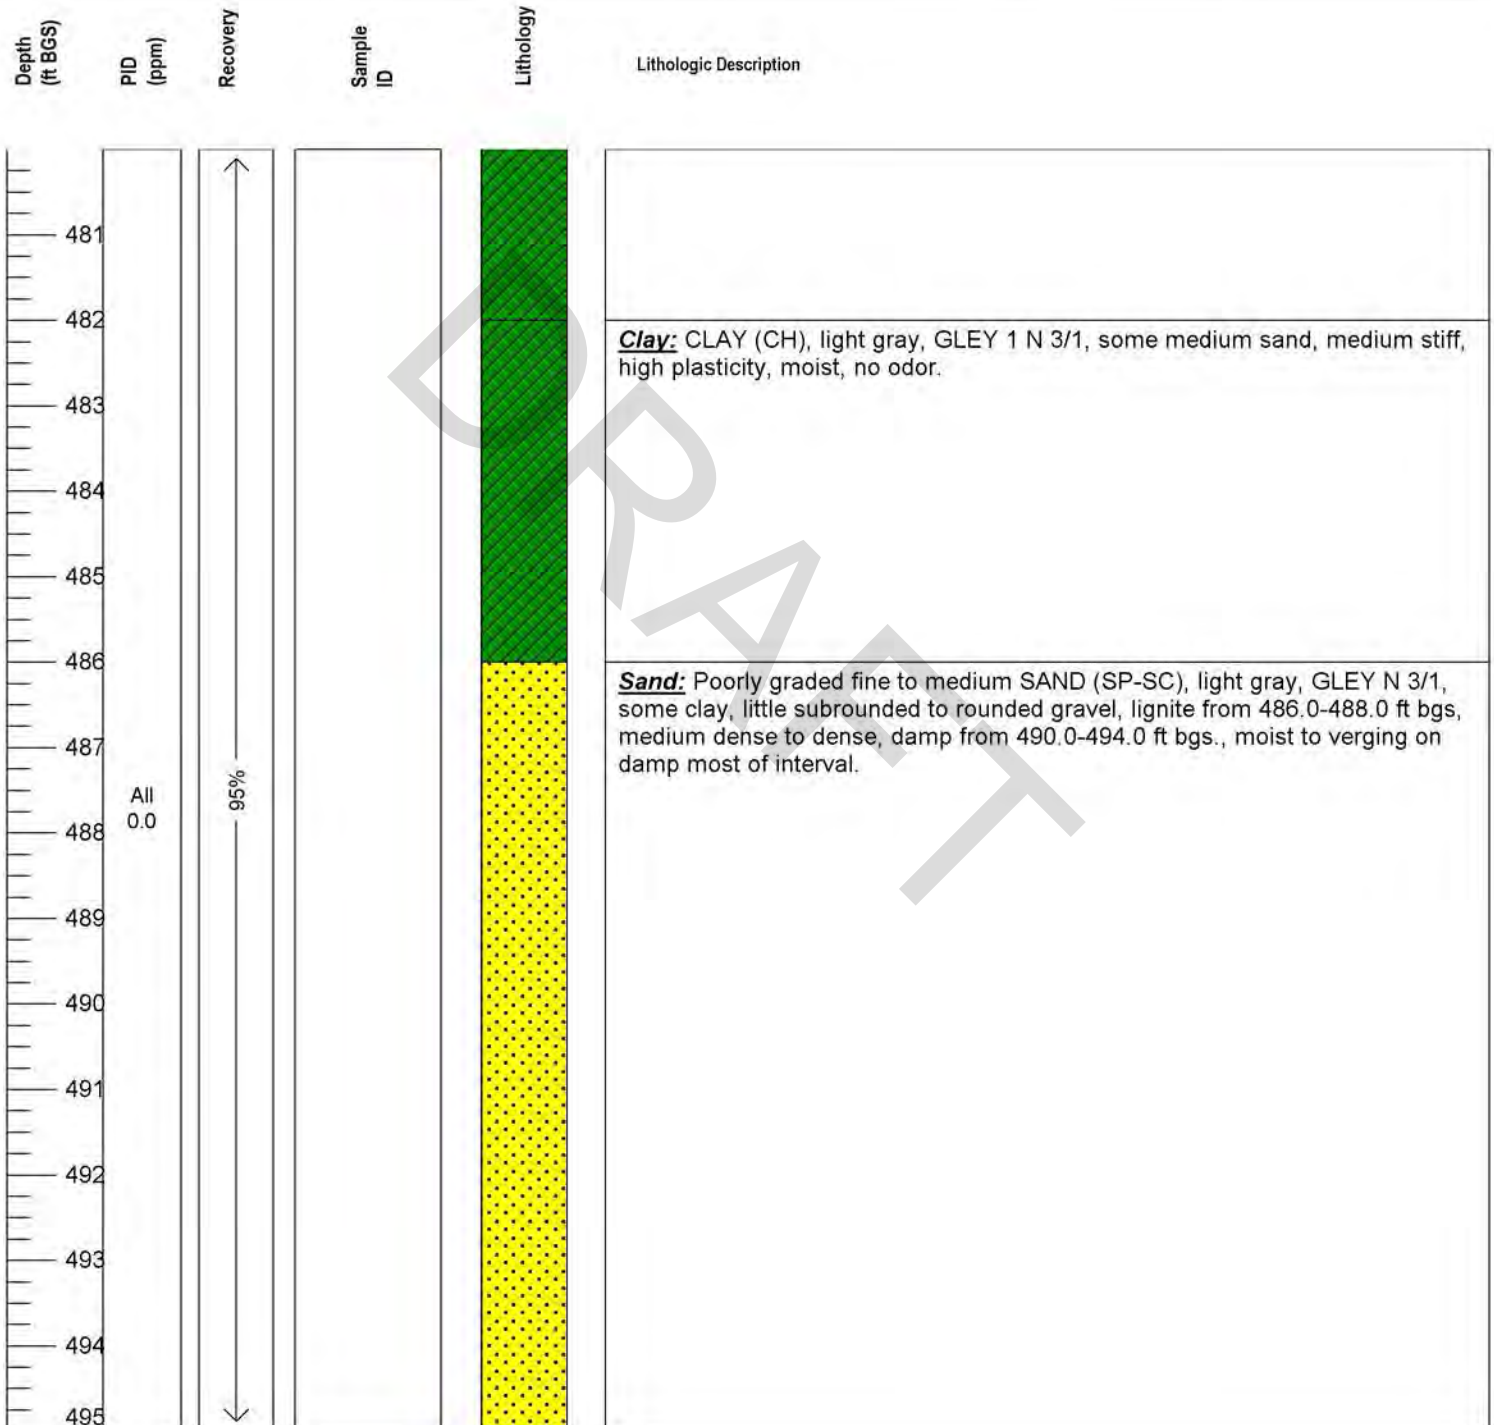 Depth
(ft BGS)
PID
(ppm)
Recovery
Sample
ID
Lithology
Lithologic Description
481
482
Clay: CLAY (CH), light gray, GLEY 1 N 3/1, some medium sand, medium stiff,
high plasticity, moist, no odor.
483
484
485
486
Sand: Poorly graded fine to medium SAND (SP-SC), light gray, GLEY N 3/1,
some clay, little subrounded to rounded gravel, lignite from 486.0-488.0 ft bgs,
medium dense to dense, damp from 490.0-494.0 ft bgs., moist to verging on
damp most of interval.
487
All
0.0
95%
488
489
490
491
492
493
494
495
DRAFT